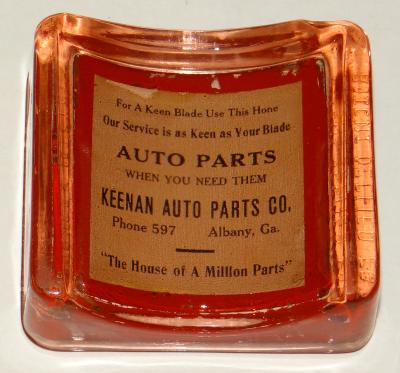 For A Keen Blade Use This Hone
Our Service is as Keen as Your Blade
AUTO PARTS
WHEN YOU NEED THEM
KEENAN AUTO PARTS CO.
Phone 597 Albany, Ga.
"The House of A Million Parts"